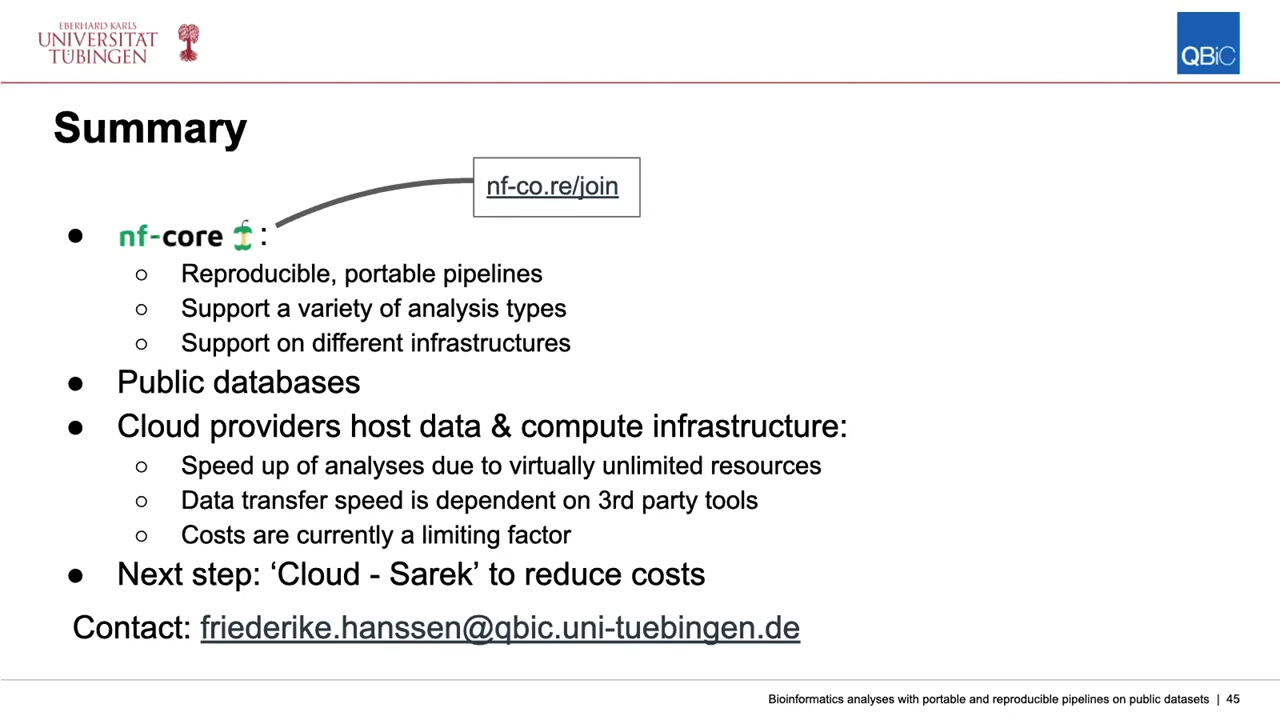 EBERHARD KARLS
UNIVERSITÄT
TÜBINGEN
QBiC
Summary
nf-co.re/join
● nf-core :
○ Reproducible, portable pipelines
○ Support a variety of analysis types
○ Support on different infrastructures
● Public databases
● Cloud providers host data & compute infrastructure:
○ Speed up of analyses due to virtually unlimited resources
○ Data transfer speed is dependent on 3rd party tools
○ Costs are currently a limiting factor
● Next step: ‘Cloud - Sarek’ to reduce costs
Contact: friederike.hanssen@qbic.uni-tuebingen.de
Bioinformatics analyses with portable and reproducible pipelines on public datasets | 45